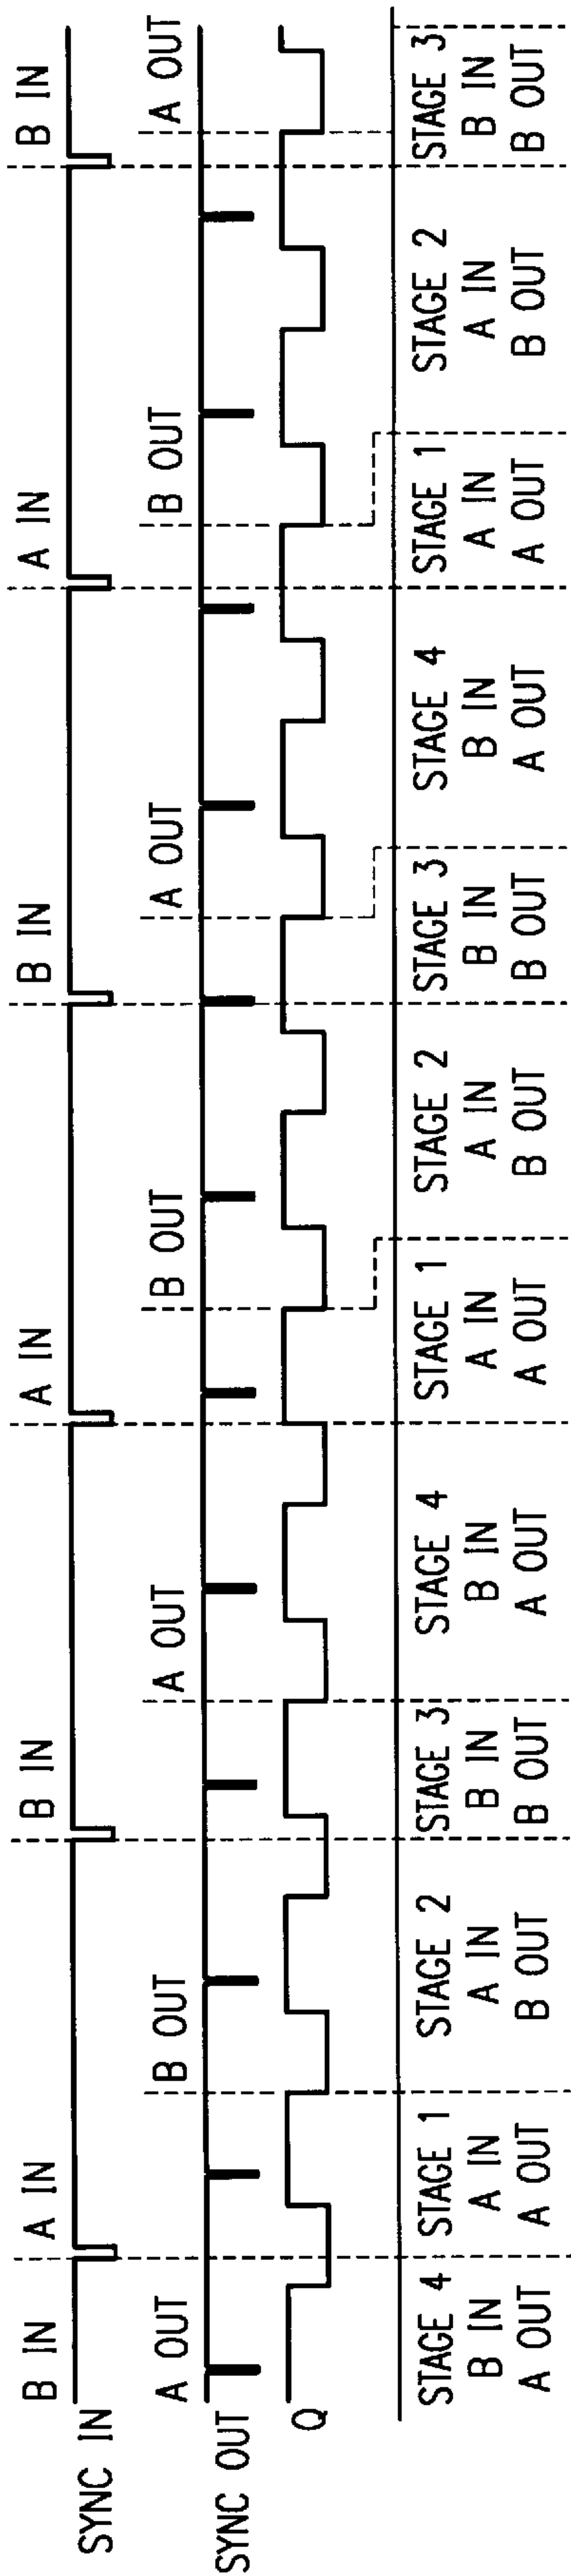 B IN A IN B IN A IN B IN A IN B IN
SYNC IN
A OUT B OUT A OUT B OUT A OUT B OUT A OUT
SYNC OUT
Q
STAGE 4 STAGE 1 STAGE 2 STAGE 3 STAGE 4 STAGE 1 STAGE 2 STAGE 3 STAGE 4 STAGE 1 STAGE 2 STAGE 3
B IN A IN A IN B IN B IN A IN A IN B IN B IN A IN A IN B IN
A OUT A OUT B OUT B OUT A OUT A OUT B OUT B OUT A OUT A OUT B OUT B OUT